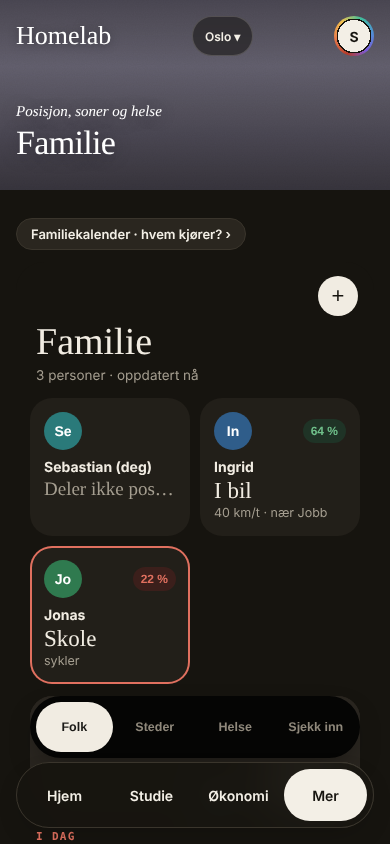 Homelab
Oslo ▾
S
Posisjon, soner og helse
Familie
Familiekalender · hvem kjører? ›
+
Familie
3 personer · oppdatert nå
Se
Sebastian (deg)
Deler ikke pos…
In
64 %
Ingrid
I bil
40 km/t · nær Jobb
Jo
22 %
Jonas
Skole
sykler
Folk
Steder
Helse
Sjekk inn
Hjem
Studie
Økonomi
Mer
I DAG